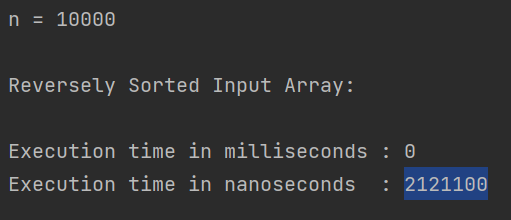 n = 10000
Reversely Sorted Input Array:
Execution time in milliseconds : 0
Execution time in nanoseconds  : 2121100